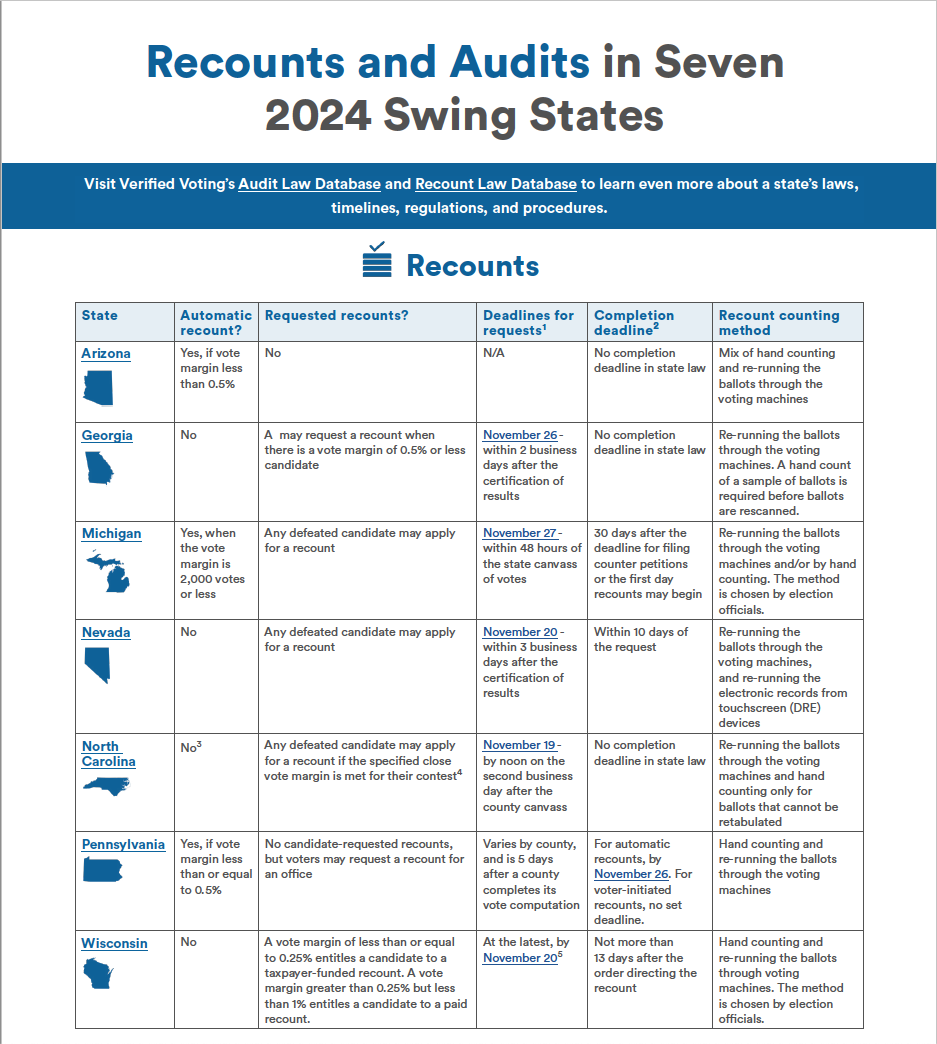 Recounts and Audits in Seven
2024 Swing States
Visit Verified Voting's Audit Law Database and Recount Law Database to learn even more about a state's laws,
timelines, regulations, and procedures.
Recounts
State
Automatic
recount?
Requested recounts?
Deadlines for
requests1
Completion
deadline2
Recount counting
method
Arizona
Yes, if vote
margin less
than 0.5%
No
N/A
No completion
deadline in state law
Mix of hand counting
and re-running the
ballots through the
voting machines
Georgia
No
A may request a recount when
there is a vote margin of 0.5% or less
candidate
November 26 -
within 2 business
days after the
certification of
results
No completion
deadline in state law
Re-running the ballots
through the voting
machines. A hand count
of a sample of ballots is
required before ballots
are rescanned.
Michigan
Yes, when
the vote
margin is
2,000 votes
or less
Any defeated candidate may apply
for a recount
November 27 -
within 48 hours of
the state canvass
of votes
30 days after the
deadline for filing
counter petitions
or the first day
recounts may begin
Re-running the ballots
through the voting
machines and/or by hand
counting. The method
is chosen by election
officials.
Nevada
No
Any defeated candidate may apply
for a recount
November 20 -
within 3 business
days after the
certification of
results
Within 10 days of
the request
Re-running the
ballots through the
voting machines,
and re-running the
electronic records from
touchscreen (DRE)
devices
North
Carolina
No3
Any defeated candidate may apply
for a recount if the specified close
vote margin is met for their contest4
November 19 -
by noon on the
second business
day after the
county canvass
No completion
deadline in state law
Re-running the ballots
through the voting
machines and hand
counting only for
ballots that cannot be
retabulated
Pennsylvania
Yes, if vote
margin less
than or equal
to 0.5%
No candidate-requested recounts,
but voters may request a recount for
an office
Varies by county,
and is 5 days
after a county
completes its
vote computation
For automatic
recounts, by
November 26. For
voter-initiated
recounts, no set
deadline.
Hand counting and
re-running the ballots
through the voting
machines
Wisconsin
No
A vote margin of less than or equal
to 0.25% entitles a candidate to a
taxpayer-funded recount. A vote
margin greater than 0.25% but less
than 1% entitles a candidate to a paid
recount.
At the latest, by
November 205
Not more than
13 days after the
order directing the
recount
Hand counting and
re-running the ballots
through voting
machines. The method
is chosen by election
officials.